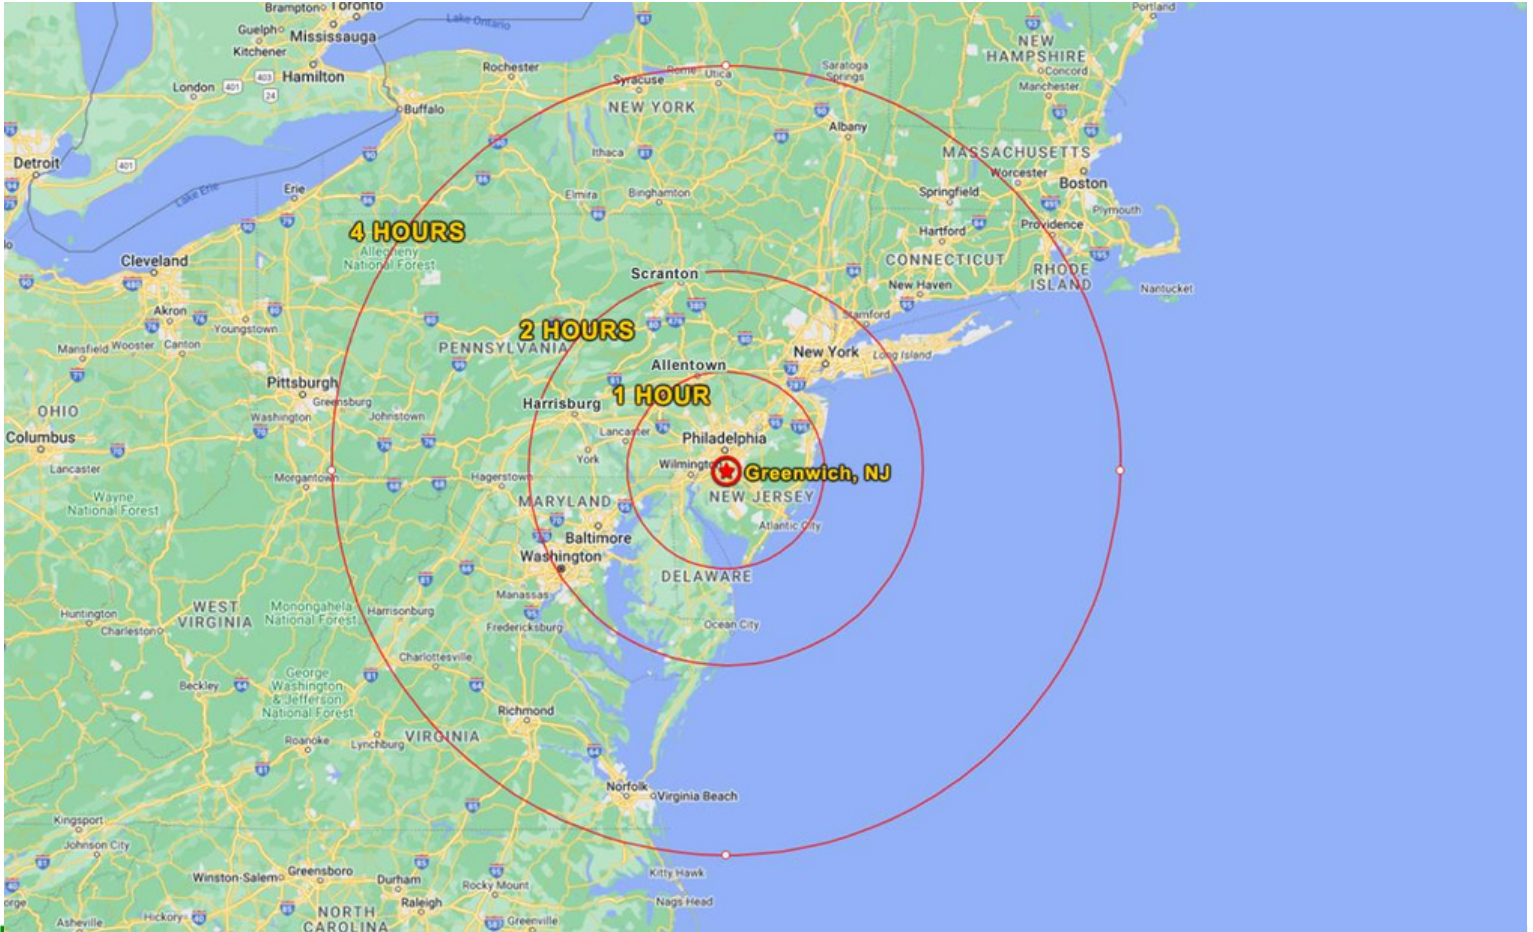 Brampton
Toronto
Lake Ontario
Portland
Guelph
Mississauga
Kitchener
NEW
HAMPSHIRE
Hamilton
Rochester
Rome
Utica
Saratoga
Springs
Concord
London
401
403
24
Syracuse
Manchester
Buffalo
NEW YORK
Albany
Detroit
401
Ithaca
MASSACHUSETTS
Worcester
Boston
Lake Erie
Erie
Elmira
Binghamton
Springfield
Plymouth
4 HOURS
Allegheny
National Forest
Hartford
Providence
Cleveland
CONNECTICUT
RHODE
ISLAND
Scranton
New Haven
Nantucket
Akron
Youngstown
2 HOURS
Stamford
Mansfield
Wooster
Canton
PENNSYLVANIA
New York
Long Island
Allentown
Pittsburgh
1 HOUR
Greensburg
Harrisburg
OHIO
Washington
Johnstown
Columbus
Lancaster
Philadelphia
Lancaster
York
Wilmington
Greenwich, NJ
Morgantown
Hagerstown
Wayne
National Forest
MARYLAND
NEW JERSEY
Atlantic City
Baltimore
Washington
DELAWARE
Manassas
WEST
VIRGINIA
Monongahela
National Forest
Huntington
Charleston
Harrisonburg
Fredericksburg
Ocean City
Charlottesville
George
Washington
& Jefferson
National Forest
Beckley
Richmond
Roanoke
Lynchburg
VIRGINIA
Norfolk
Virginia Beach
Kingsport
Johnson City
Winston-Salem
Greensboro
Durham
Rocky Mount
Kitty Hawk
Raleigh
Nags Head
NORTH
CAROLINA
Asheville
Hickory
Greenville